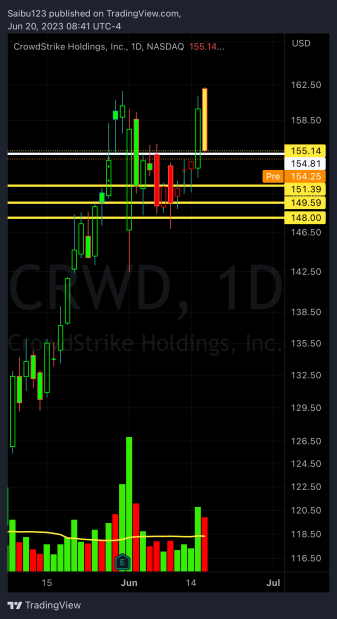 Saibu123 published on TradingView.com,
Jun 20, 2023 08:41 UTC-4
CrowdStrike Holdings, Inc., 1D, NASDAQ 155.14...
USD
162.50
158.50
155.14
154.81
Pre 154.25
151.39
149.59
148.00
146.50
142.50
138.50
135.50
132.50
129.50
126.50
124.50
122.50
120.50
118.50
116.50
CRWD, 1D
CrowdStrike Holdings, Inc.
E
15 Jun 14 Jul
TradingView